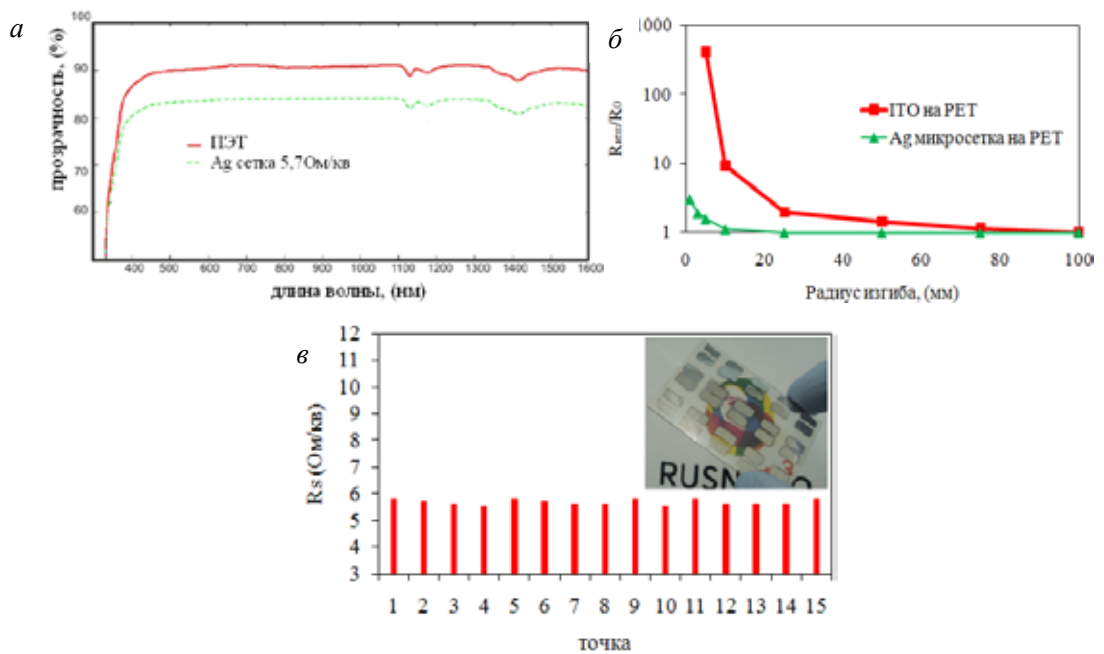 а
100
90
80
70
60
прозрачность, (%)
ПЭТ
Ag сетка 5,7Ом/кв
400 500 600 700 800 900 1000 1100 1200 1300 1400 1500 1600
длина волны, (нм)
б
1000
100
10
1
ITO на PET
Ag микросетка на PET
0 20 40 60 80 100
Радиус изгиба, (мм)
в
12
11
10
9
8
7
6
5
4
3
Rs (Ом/кв)
RUSN
O
3
1 2 3 4 5 6 7 8 9 10 11 12 13 14 15
точка